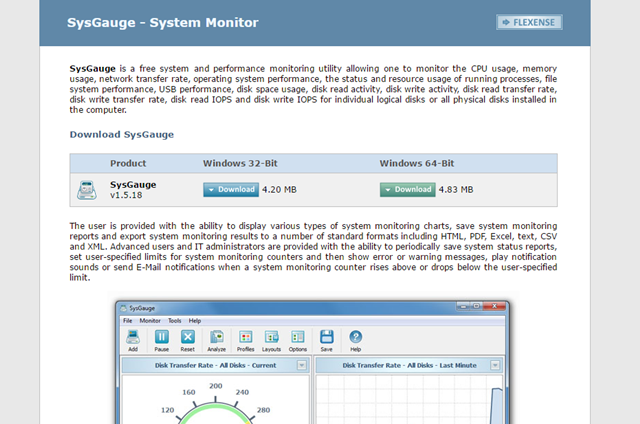 SysGauge - System Monitor
FLEXENSE
SysGauge is a free system and performance monitoring utility allowing one to monitor the CPU usage, memory
usage, network transfer rate, operating system performance, the status and resource usage of running processes, file
system performance, USB performance, disk space usage, disk read activity, disk write activity, disk read transfer rate,
disk write transfer rate, disk read IOPS and disk write IOPS for individual logical disks or all physical disks installed in
the computer.
Download SysGauge
Product Windows 32-Bit Windows 64-Bit
SysGauge
v1.5.18
Download 4.20 MB Download 4.83 MB
The user is provided with the ability to display various types of system monitoring charts, save system monitoring
reports and export system monitoring results to a number of standard formats including HTML, PDF, Excel, text, CSV
and XML. Advanced users and IT administrators are provided with the ability to periodically save system status reports,
set user-specified limits for system monitoring counters and then show error or warning messages, play notification
sounds or send E-Mail notifications when a system monitoring counter rises above or drops below the user-specified
limit.
SysGauge
File Monitor Tools Help
Add Pause Reset Analyze Profiles Layouts Options Save Help
Disk Transfer Rate - All Disks - Current Disk Transfer Rate - All Disks - Last Minute
200
160 240
120 280